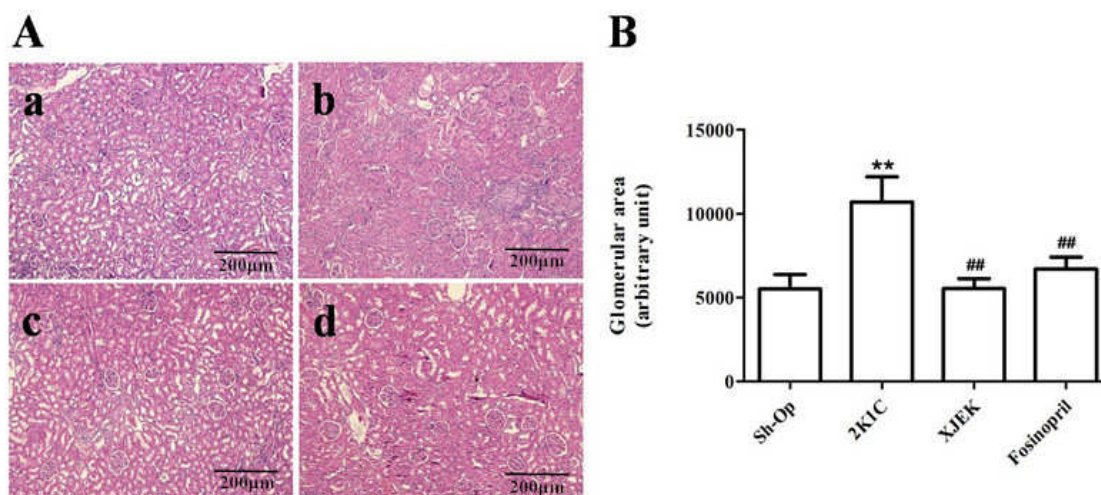 A
B
a
200μm
b
200μm
c
200μm
d
200μm
Glomerular area
(arbitrary unit)
15000
10000
5000
0
**
##
##
Sh-Op
2K1C
XJEK
Fosinopril